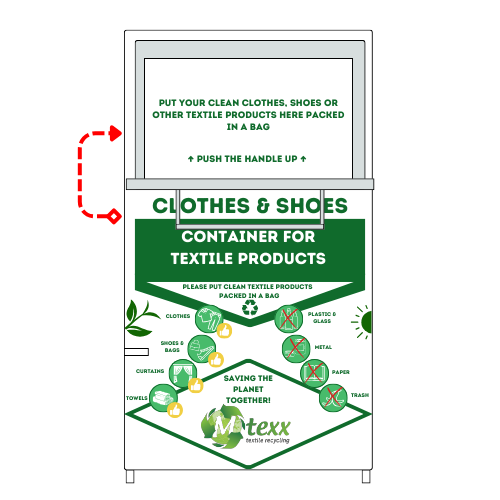 PUT YOUR CLEAN CLOTHES, SHOES OR
OTHER TEXTILE PRODUCTS HERE PACKED
IN A BAG
↑ PUSH THE HANDLE UP ↑
CLOTHES & SHOES
CONTAINER FOR
TEXTILE PRODUCTS
PLEASE PUT CLEAN TEXTILE PRODUCTS
PACKED IN A BAG
CLOTHES
PLASTIC &
GLASS
SHOES &
BAGS
METAL
CURTAINS
PAPER
TOWELS
TRASH
SAVING THE
PLANET
TOGETHER!
Mtexx
textile recycling